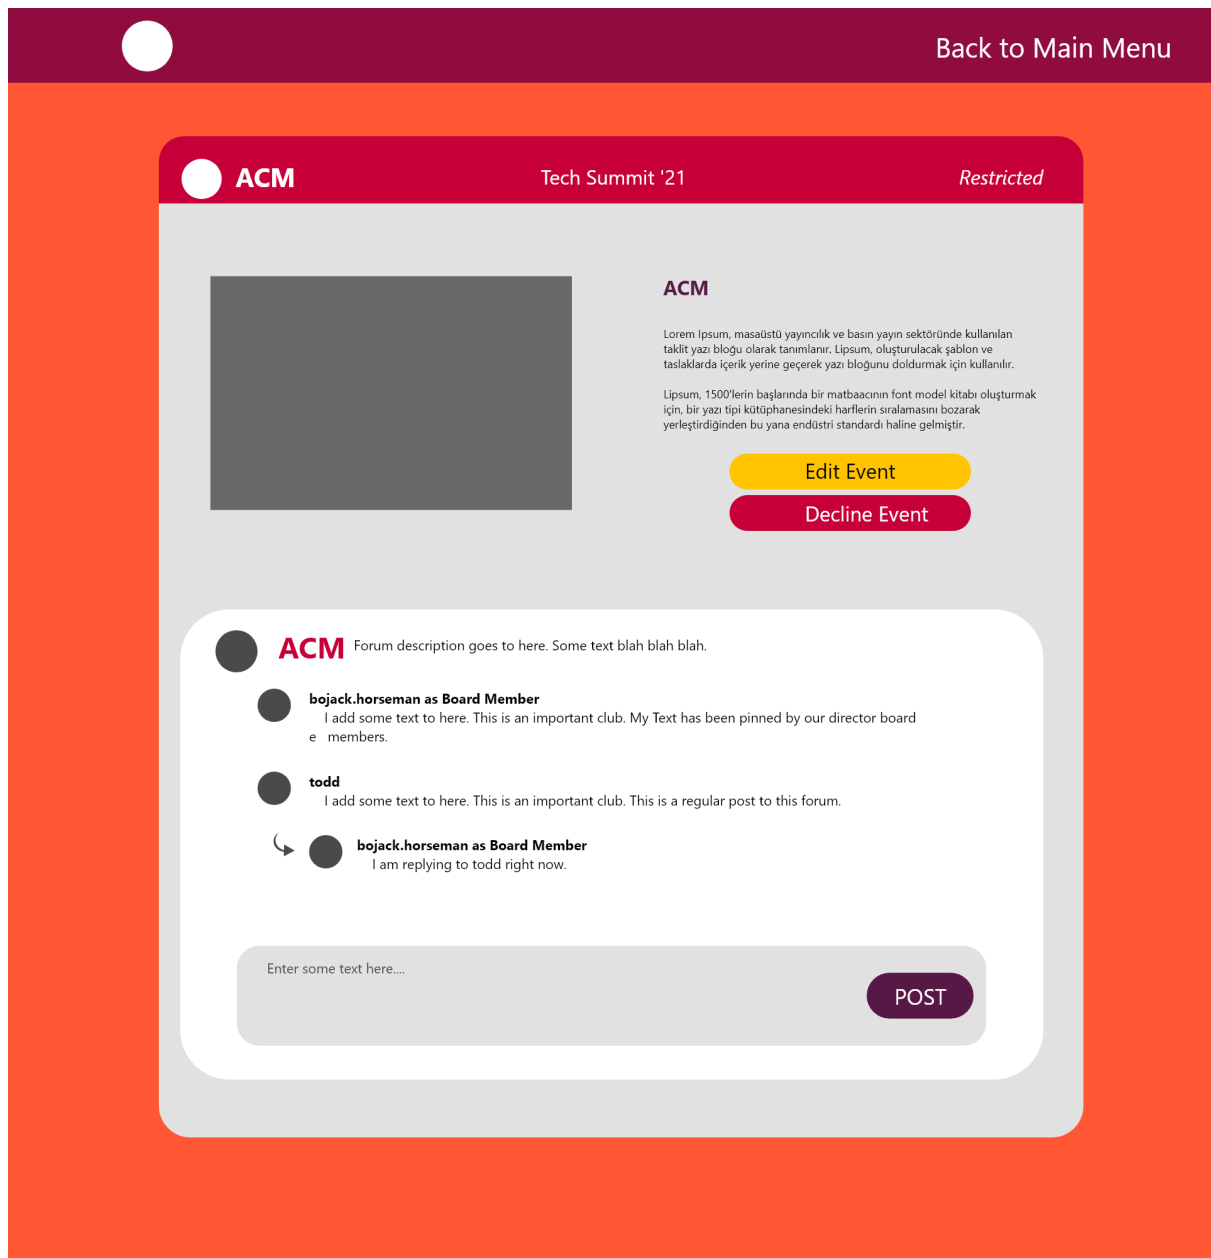 Back to Main Menu
ACM
Tech Summit '21
Restricted
ACM
Lorem Ipsum, masaüstü yayıncılık ve basın yayın sektöründe kullanılan
taklit yazı bloğu olarak tanımlanır. Lipsum, oluşturulacak şablon ve
taslaklarda içerik yerine geçerek yazı bloğunu doldurmak için kullanılır.
Lipsum, 1500'lerin başlarında bir matbaacının font model kitabı oluşturmak
için, bir yazı tipi kütüphanesindeki harflerin sıralamasını bozarak
yerleştirdiğinden bu yana endüstri standardı haline gelmiştir.
Edit Event
Decline Event
ACM Forum description goes to here. Some text blah blah blah.
bojack.horseman as Board Member
I add some text to here. This is an important club. My Text has been pinned by our director board
e members.
todd
I add some text to here. This is an important club. This is a regular post to this forum.
bojack.horseman as Board Member
I am replying to todd right now.
Enter some text here....
POST